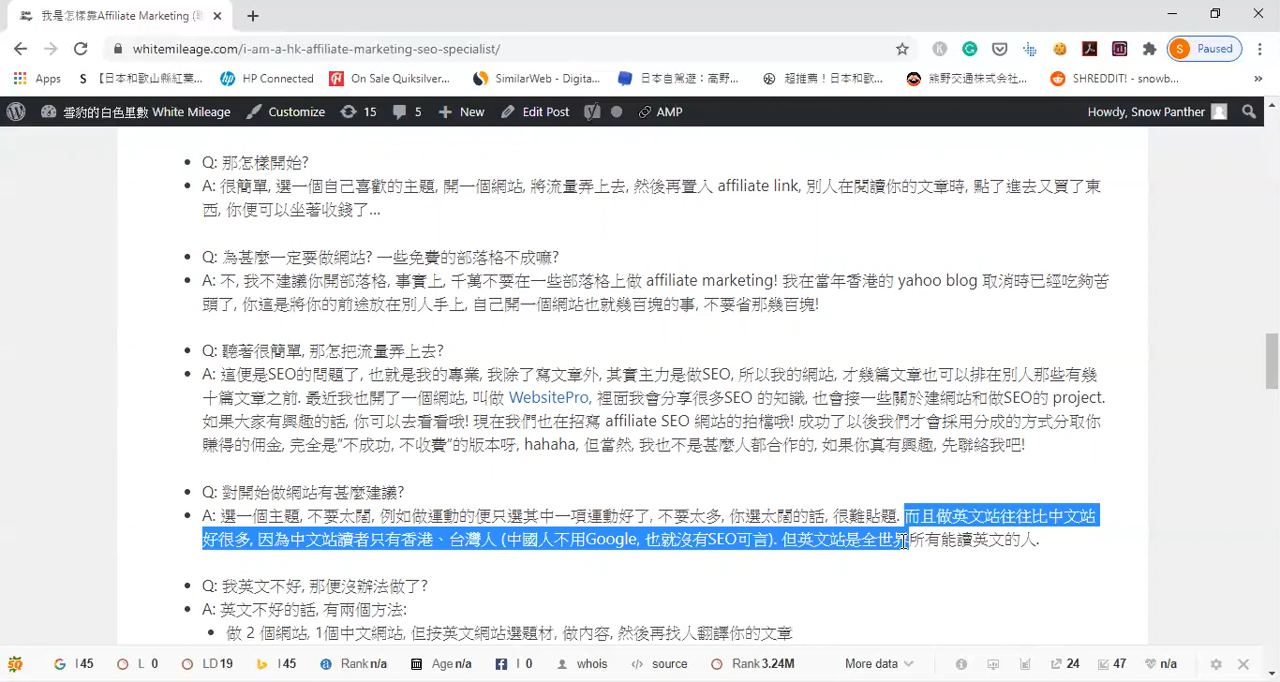 我是怎樣靠Affiliate Marketing (
whitemileage.com/i-am-a-hk-affiliate-marketing-seo-specialist/
S Paused
Apps 【日本和歌山縣紅葉... HP Connected On Sale Quiksilver... SimilarWeb - Digita... 日本自駕遊：高野... 超推薦！日本和歌... 熊野交通株式会社... SHREDDIT! - snowb... »
雪豹的白色里數 White Mileage Customize 15 5 New Edit Post AMP Howdy, Snow Panther
Q: 那怎樣開始?
A: 很簡單, 選一個自己喜歡的主題, 開一個網站, 將流量弄上去, 然後再置入 affiliate link, 別人在閱讀你的文章時, 點了進去又買了東
西, 你便可以坐著收錢了...
Q: 為甚麼一定要做網站? 一些免費的部落格不成嘛?
A: 不, 我不建議你開部落格, 事實上, 千萬不要在一些部落格上做 affiliate marketing! 我在當年香港的 yahoo blog 取消時已經吃夠苦
頭了, 你這是將你的前途放在別人手上, 自己開一個網站也就幾百塊的事, 不要省那幾百塊!
Q: 聽著很簡單, 那怎把流量弄上去?
A: 這便是SEO的問題了, 也就是我的專業, 我除了寫文章外, 其實主力是做SEO, 所以我的網站, 才幾篇文章也可以排在別人那些有幾
十篇文章之前. 最近我也開了一個網站, 叫做 WebsitePro, 裡面我會分享很多SEO 的知識, 也會接一些關於建網站和做SEO的 project.
如果大家有興趣的話, 你可以去看看哦! 現在我們也在招寫 affiliate SEO 網站的拍檔哦! 成功了以後我們才會採用分成的方式分取你
賺得的佣金, 完全是"不成功, 不收費"的版本呀, hahaha, 但當然, 我也不是甚麼人都合作的, 如果你真有興趣, 先聯絡我吧!
Q: 對開始做網站有甚麼建議?
A: 選一個主題, 不要太闊, 例如做運動的便只選其中一項運動好了, 不要太多, 你選太闊的話, 很難貼題. 而且做英文站往往比中文站
好很多, 因為中文站讀者只有香港、台灣人 (中國人不用Google, 也就沒有SEO可言). 但英文站是全世界所有能讀英文的人.
Q: 我英文不好, 那便沒辦法做了?
A: 英文不好的話, 有兩個方法:
做 2 個網站, 1個中文網站, 但按英文網站選題材, 做內容, 然後再找人翻譯你的文章
I 45 L 0 LD 19 I 45 Rank n/a Age n/a I 0 whois source Rank 3.24M More data 24 47 n/a